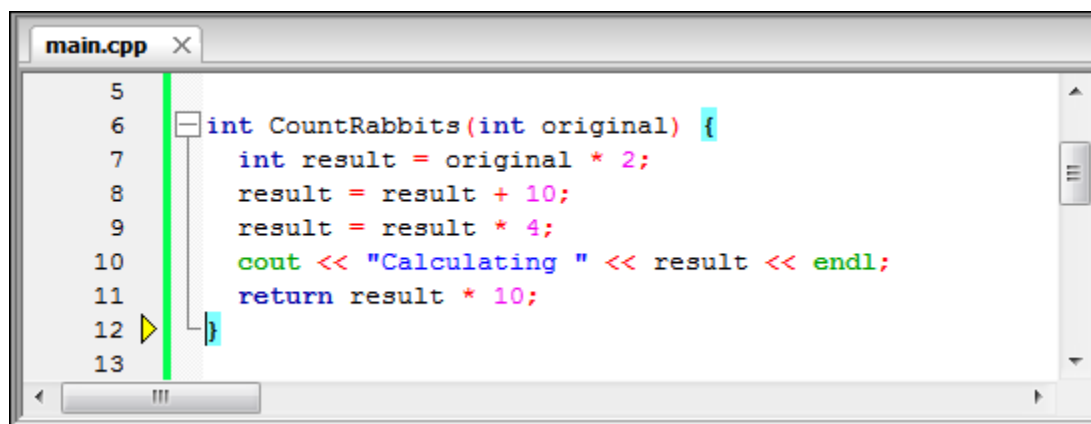 main.cpp
5
6 int CountRabbits(int original) {
7 int result = original * 2;
8 result = result + 10;
9 result = result * 4;
10 cout << "Calculating " << result << endl;
11 return result * 10;
12 }
13